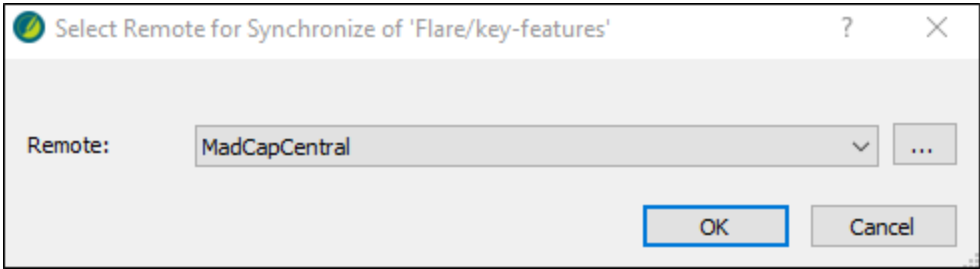 Select Remote for Synchronize of 'Flare/key-features'
?
Remote:
MadCapCentral
...
OK
Cancel